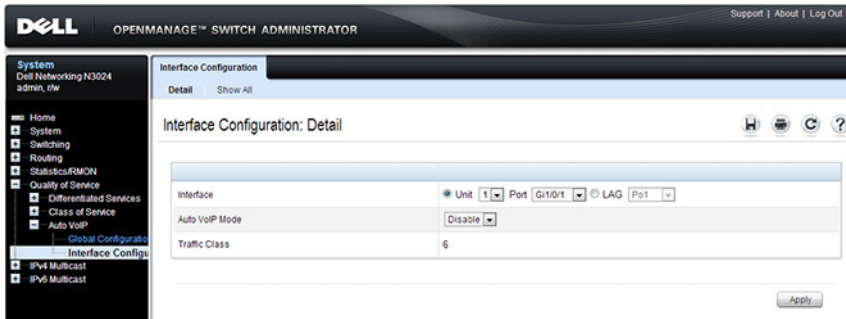 Support | About | Log Out
DELL OPENMANAGE™ SWITCH ADMINISTRATOR
System
Dell Networking N3024
admin, r/w
Home
System
Switching
Routing
Statistics/RMON
Quality of Service
Differentiated Services
Class of Service
Auto VoIP
Global Configuratio
Interface Configu
IPv4 Multicast
IPv6 Multicast
Interface Configuration
Detail Show All
Interface Configuration: Detail
H C ?
Interface Unit 1 Port Gi1/0/1 LAG Po1
Auto VoIP Mode Disable
Traffic Class 6
Apply